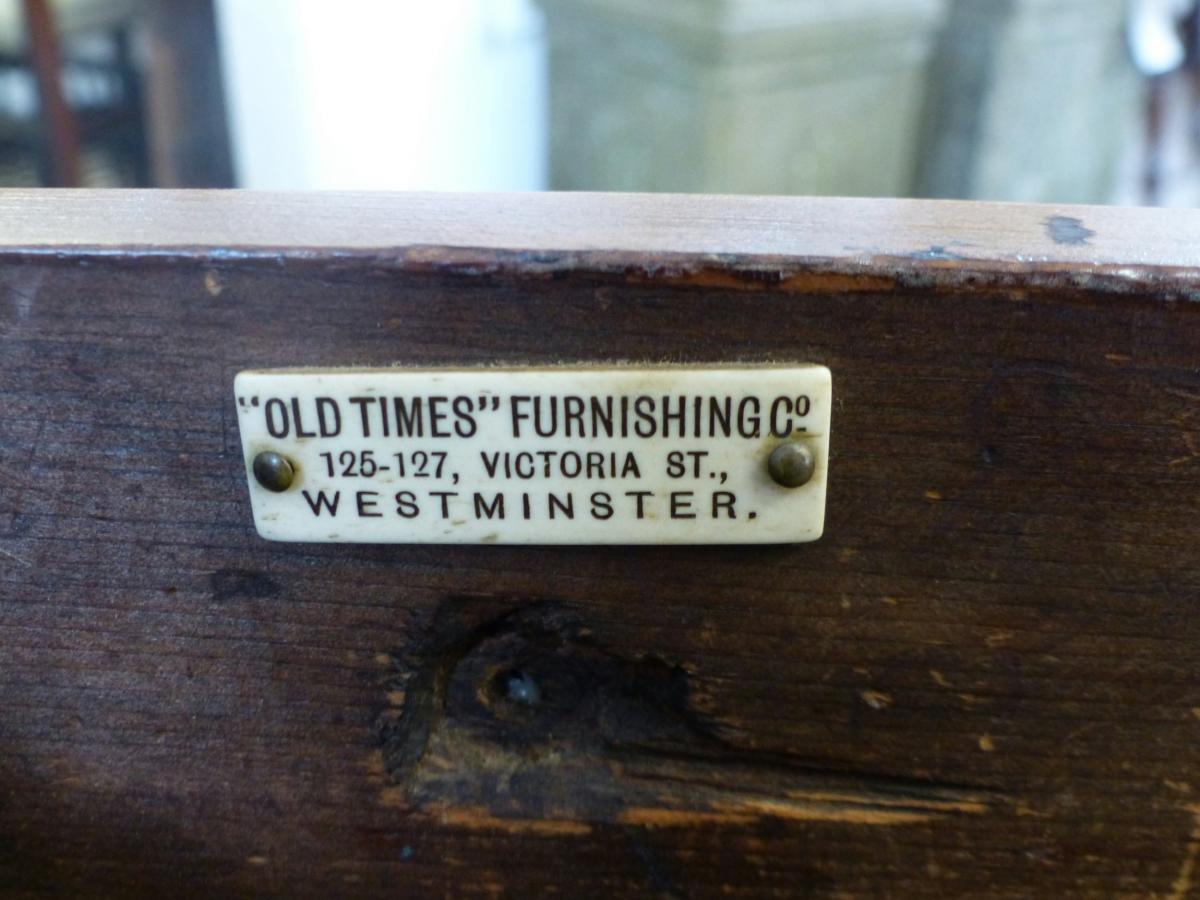 “OLD TIMES” FURNISHING Cº
125-127, VICTORIA ST.,
WESTMINSTER.